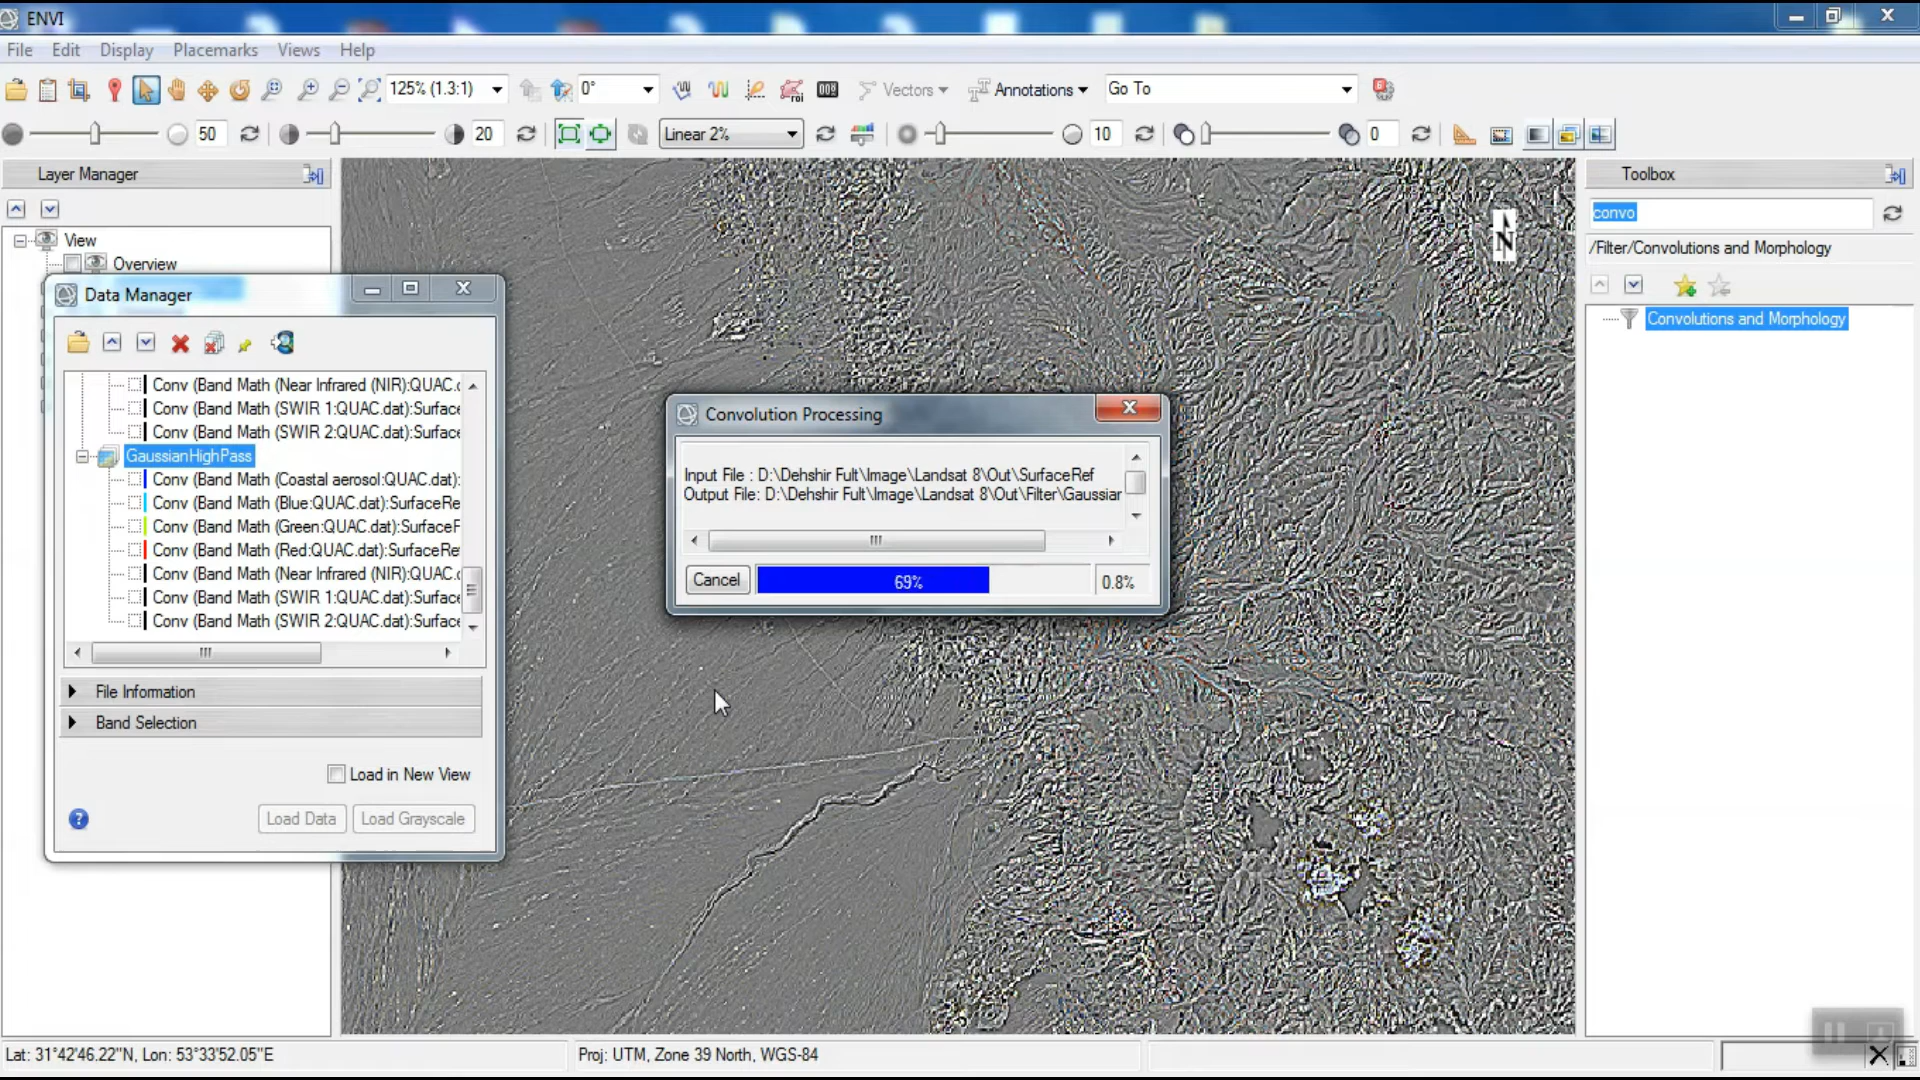 ENVI
File Edit Display Placemarks Views Help
125% (1.3:1) 0° Vectors Annotations Go To
50 20 Linear 2% 10 0
Layer Manager
View
Overview
Data Manager
Conv (Band Math (Near Infrared (NIR):QUAC.
Conv (Band Math (SWIR 1:QUAC.dat):Surface
Conv (Band Math (SWIR 2:QUAC.dat):Surface
GaussianHighPass
Conv (Band Math (Coastal aerosol:QUAC.dat):
Conv (Band Math (Blue:QUAC.dat):SurfaceRe
Conv (Band Math (Green:QUAC.dat):SurfaceF
Conv (Band Math (Red:QUAC.dat):SurfaceRe
Conv (Band Math (Near Infrared (NIR):QUAC.
Conv (Band Math (SWIR 1:QUAC.dat):Surface
Conv (Band Math (SWIR 2:QUAC.dat):Surface
File Information
Band Selection
Load in New View
Load Data Load Grayscale
Convolution Processing
Input File : D:\Dehshir Fult\Image\Landsat 8\Out\SurfaceRef
Output File: D:\Dehshir Fult\Image\Landsat 8\Out\Filter\Gaussian
Cancel 69% 0.8%
N
Toolbox
convo
/Filter/Convolutions and Morphology
Convolutions and Morphology
Lat: 31°42'46.22"N, Lon: 53°33'52.05"E
Proj: UTM, Zone 39 North, WGS-84